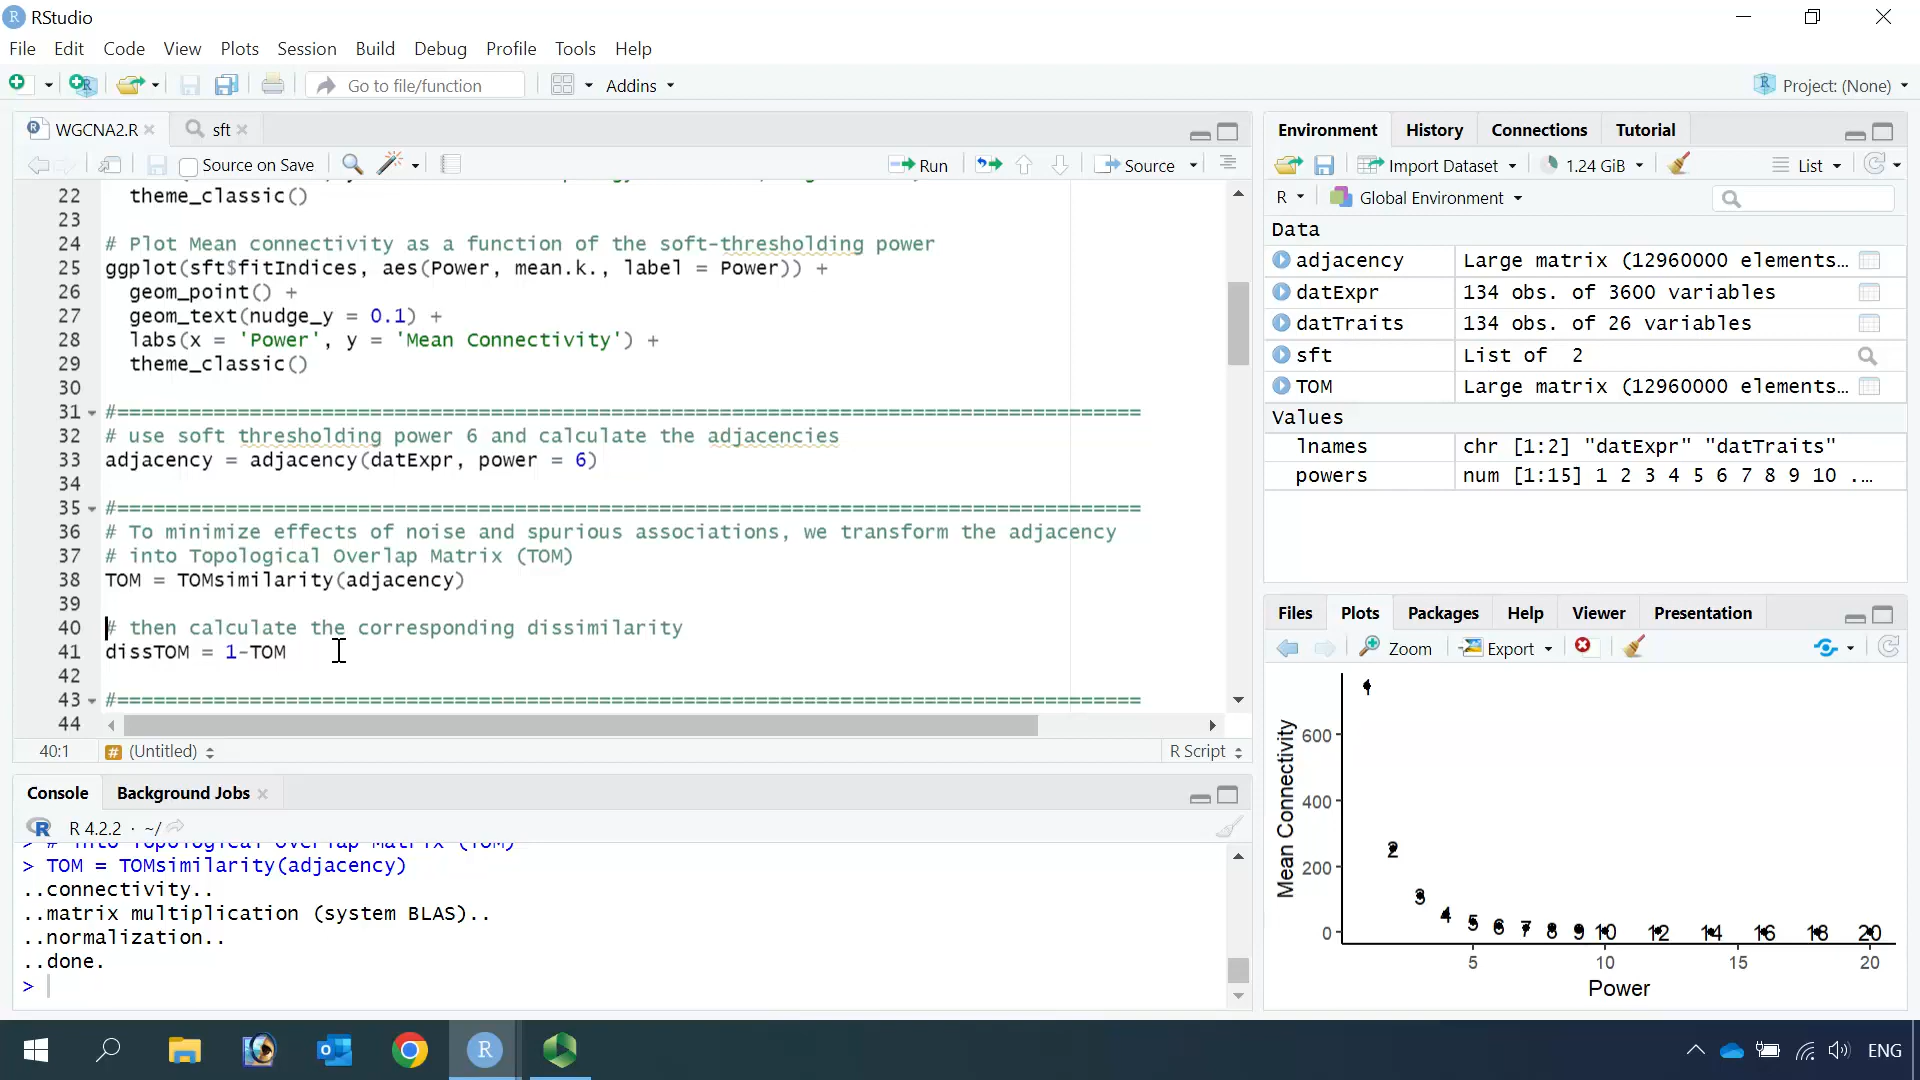 RStudio
File Edit Code View Plots Session Build Debug Profile Tools Help
Go to file/function Addins Project: (None)
WGCNA2.R sft
Source on Save Run Source
22 theme_classic()
23
24 # Plot Mean connectivity as a function of the soft-thresholding power
25 ggplot(sft$fitIndices, aes(Power, mean.k., label = Power)) +
26 geom_point() +
27 geom_text(nudge_y = 0.1) +
28 labs(x = 'Power', y = 'Mean Connectivity') +
29 theme_classic()
30
31 #=====================================================================================
32 # use soft thresholding power 6 and calculate the adjacencies
33 adjacency = adjacency(datExpr, power = 6)
34
35 #=====================================================================================
36 # To minimize effects of noise and spurious associations, we transform the adjacency
37 # into Topological Overlap Matrix (TOM)
38 TOM = TOMsimilarity(adjacency)
39
40 # then calculate the corresponding dissimilarity
41 dissTOM = 1-TOM
42
43 #=====================================================================================
44
40:1 # (Untitled) R Script
Console Background Jobs
R R 4.2.2 · ~/
> # into Topological Overlap Matrix (TOM)
> TOM = TOMsimilarity(adjacency)
..connectivity..
..matrix multiplication (system BLAS)..
..normalization..
..done.
>
Environment History Connections Tutorial
Import Dataset 1.24 GiB List
R Global Environment
Data
adjacency Large matrix (12960000 elements...
datExpr 134 obs. of 3600 variables
datTraits 134 obs. of 26 variables
sft List of 2
TOM Large matrix (12960000 elements...
Values
lnames chr [1:2] "datExpr" "datTraits"
powers num [1:15] 1 2 3 4 5 6 7 8 9 10 ...
Files Plots Packages Help Viewer Presentation
Zoom Export
Mean Connectivity
600
400
200
0
1 2 3 4 5 6 7 8 9 10 12 14 16 18 20
5 10 15 20
Power
ENG